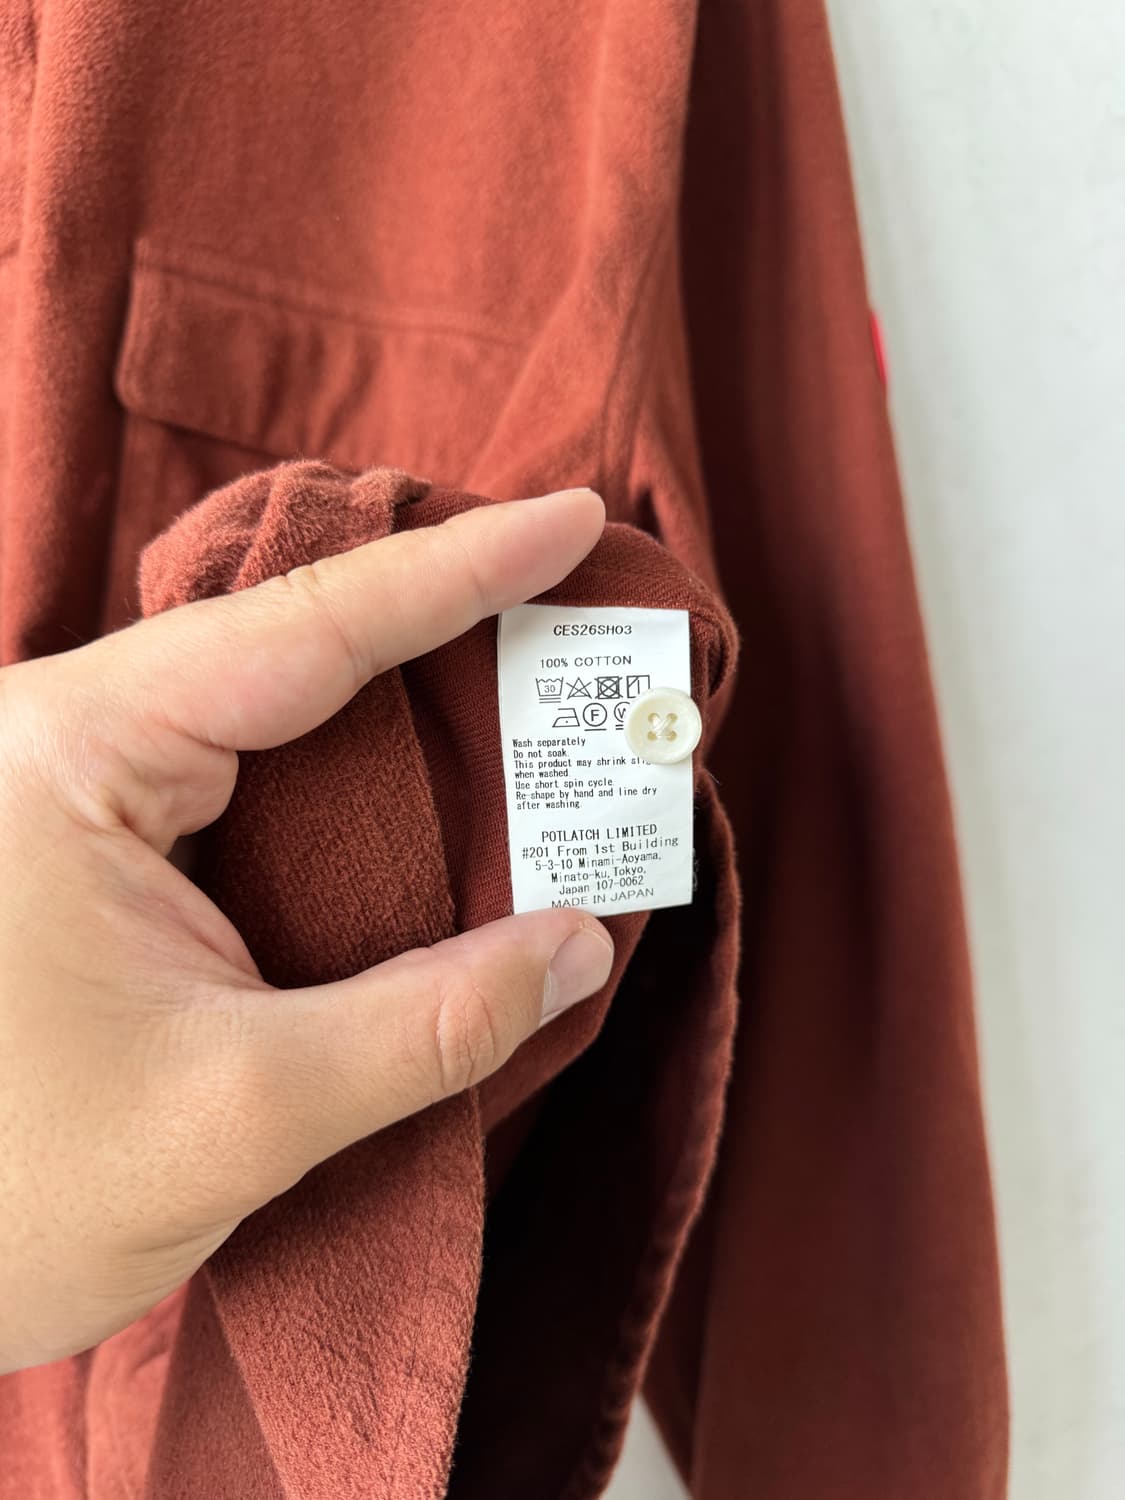 CES26SH03
100% COTTON
30
F
W
Wash separately
Do not soak.
This product may shrink
when washed.
Use short spin cycle.
Re-shape by hand and line dry
after washing.
POTLATCH LIMITED
#201 From 1st Building
5-3-10 Minami-Aoyama,
Minato-ku, Tokyo,
Japan 107-0062
MADE IN JAPAN